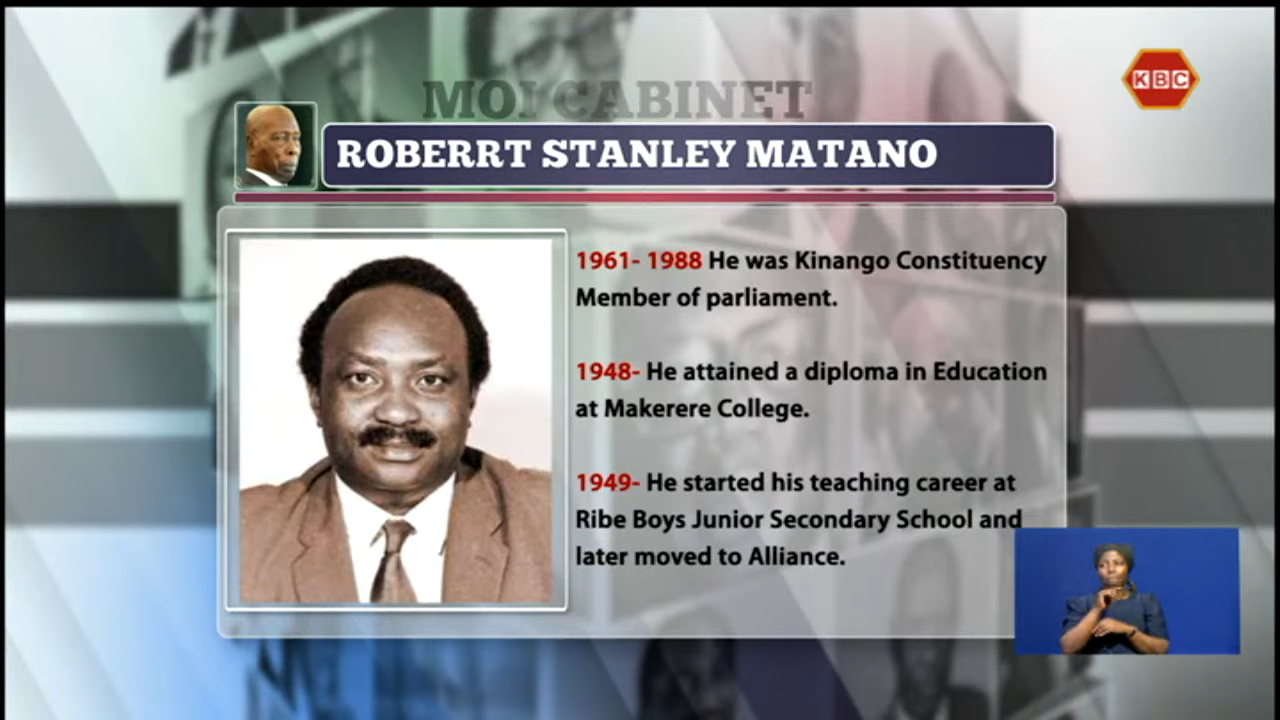 MOI CABINET
KBC
ROBERRT STANLEY MATANO
1961- 1988 He was Kinango Constituency
Member of parliament.
1948- He attained a diploma in Education
at Makerere College.
1949- He started his teaching career at
Ribe Boys Junior Secondary School and
later moved to Alliance.